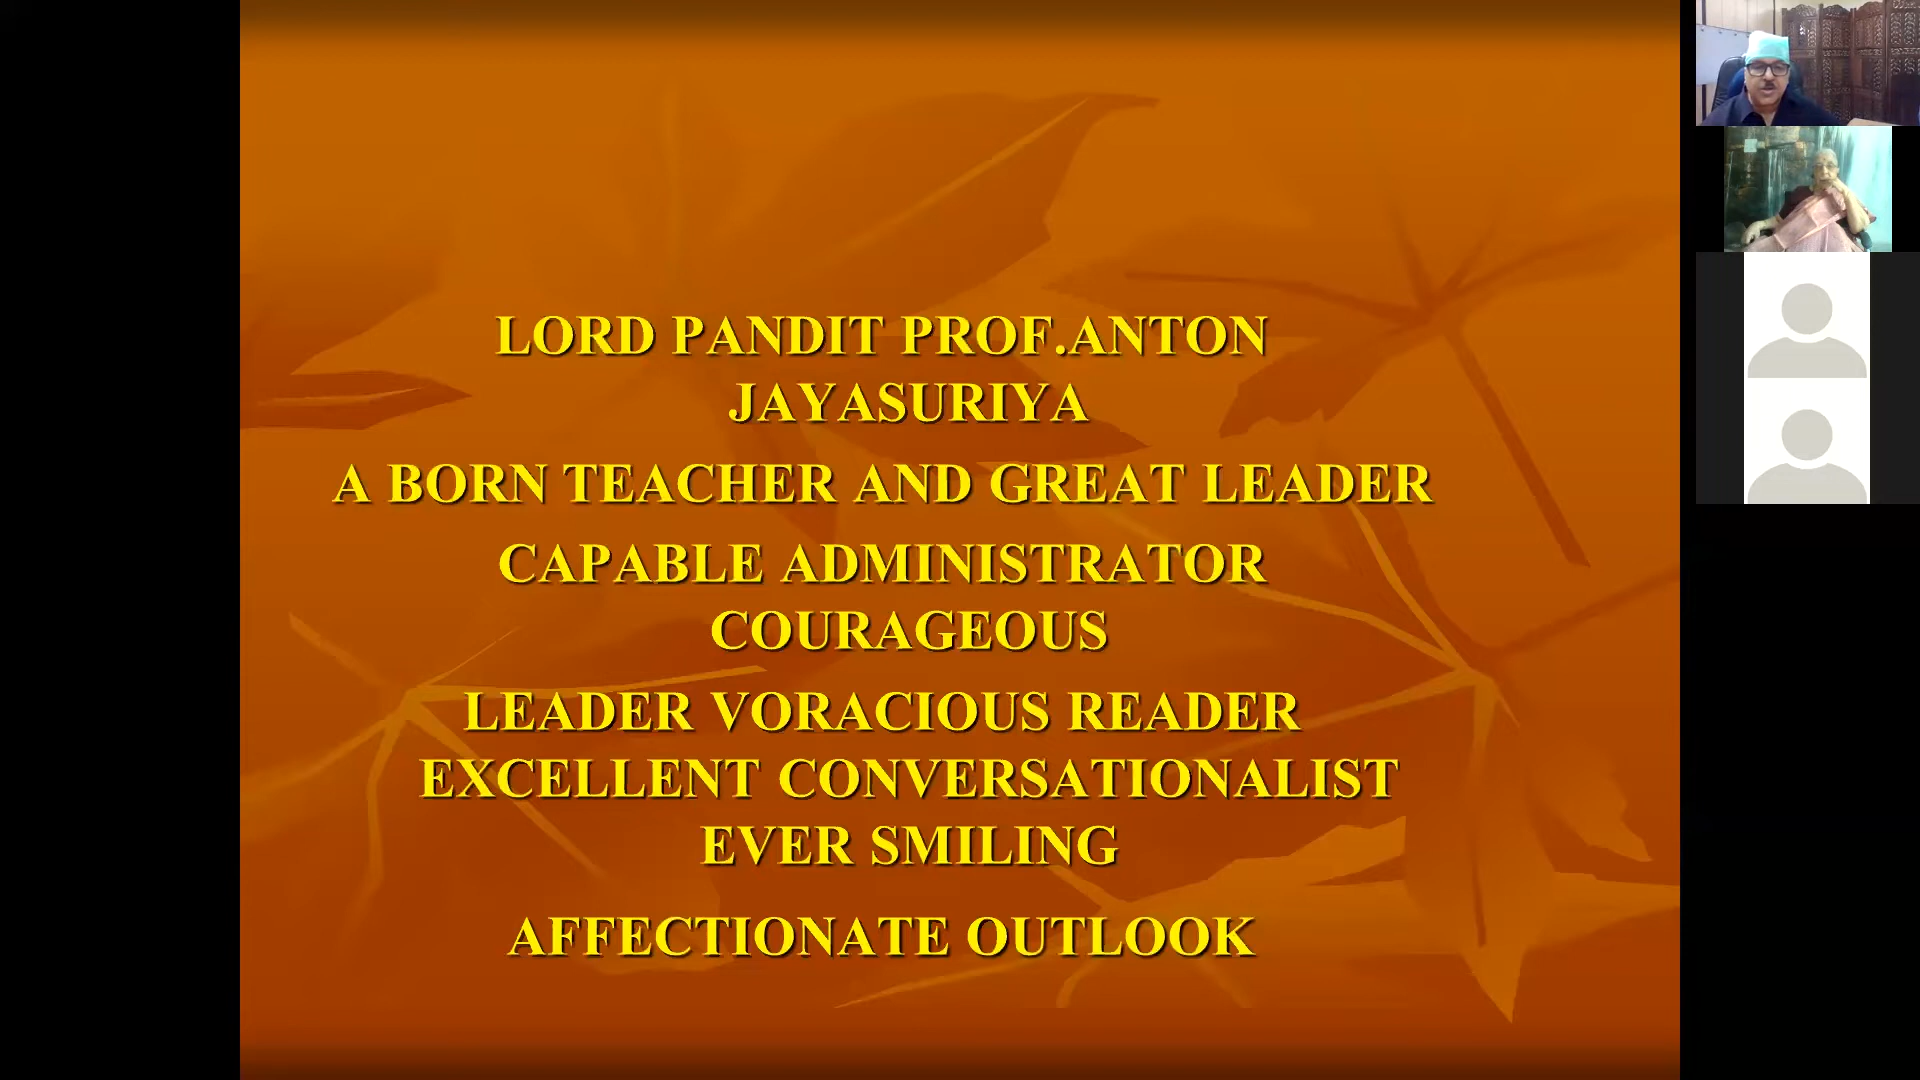 LORD PANDIT PROF.ANTON
JAYASURIYA
A BORN TEACHER AND GREAT LEADER
CAPABLE ADMINISTRATOR
COURAGEOUS
LEADER VORACIOUS READER
EXCELLENT CONVERSATIONALIST
EVER SMILING
AFFECTIONATE OUTLOOK